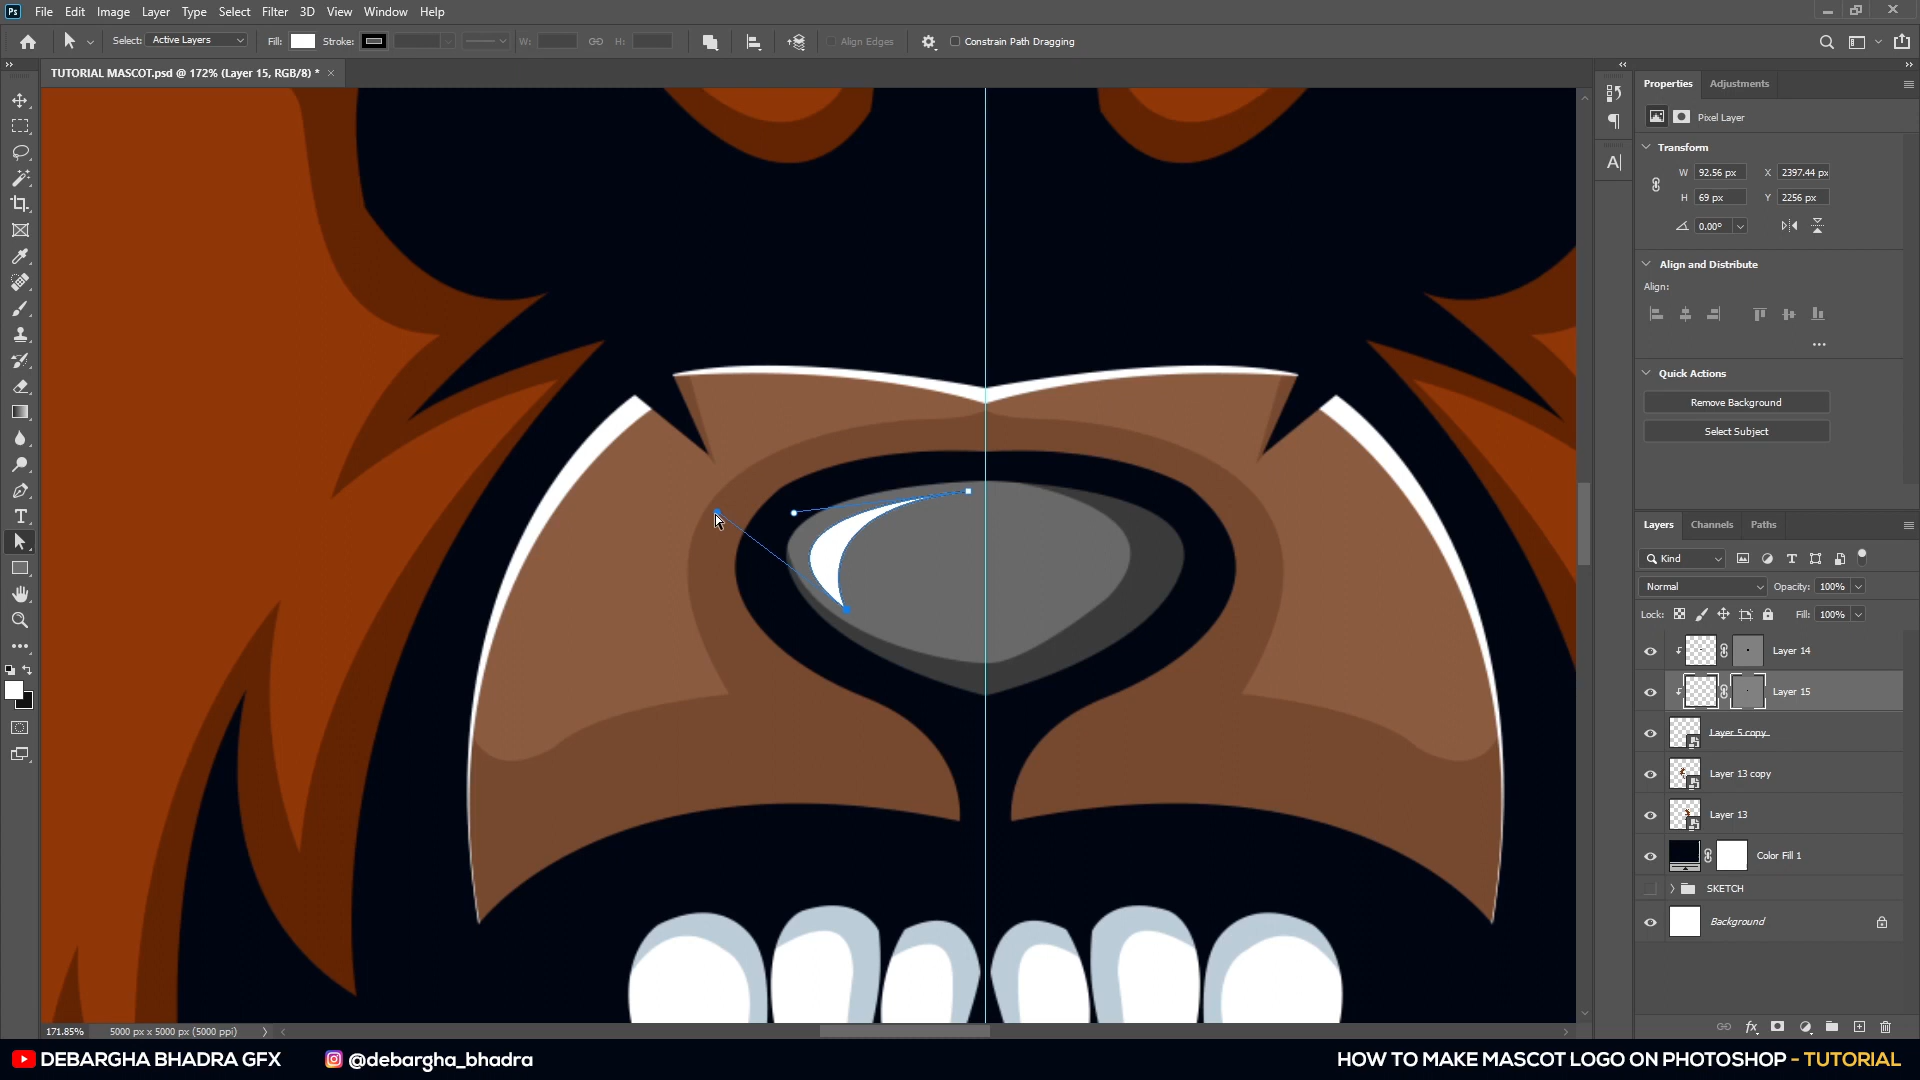 Ps File Edit Image Layer Type Select Filter 3D View Window Help
Select: Active Layers Fill: Stroke: W: H: Align Edges Constrain Path Dragging
TUTORIAL MASCOT.psd @ 172% (Layer 15, RGB/8) *
Properties Adjustments
Pixel Layer
Transform
W 92.56 px X 2397.44 px
H 69 px Y 2256 px
0.00°
Align and Distribute
Align:
Quick Actions
Remove Background
Select Subject
Layers Channels Paths
Kind
Normal Opacity: 100%
Lock: Fill: 100%
Layer 14
Layer 15
Layer 5 copy
Layer 13 copy
Layer 13
Color Fill 1
SKETCH
Background
171.85% 5000 px x 5000 px (5000 ppi)
DEBARGHA BHADRA GFX @debargha_bhadra HOW TO MAKE MASCOT LOGO ON PHOTOSHOP - TUTORIAL